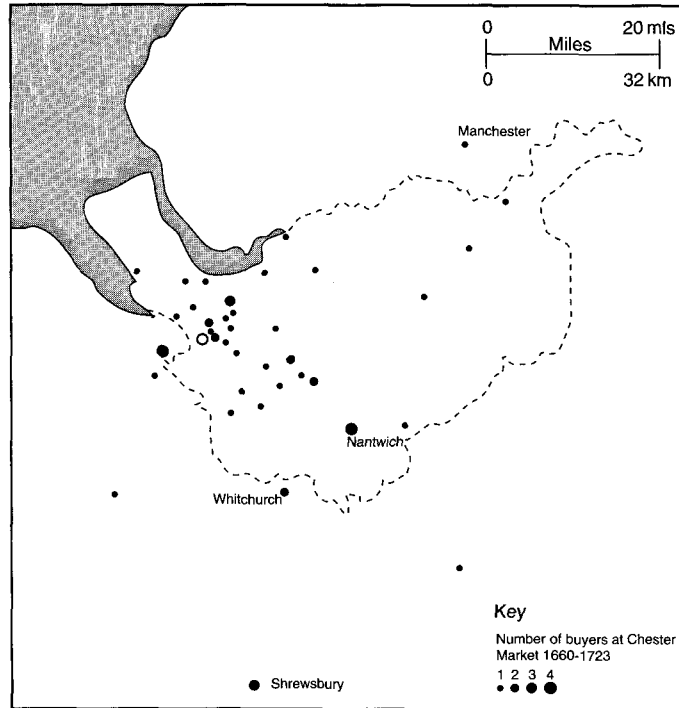 0 20 mls
Miles
0 32 km
Manchester
Nantwich
Whitchurch
Shrewsbury
Key
Number of buyers at Chester
Market 1660-1723
1 2 3 4